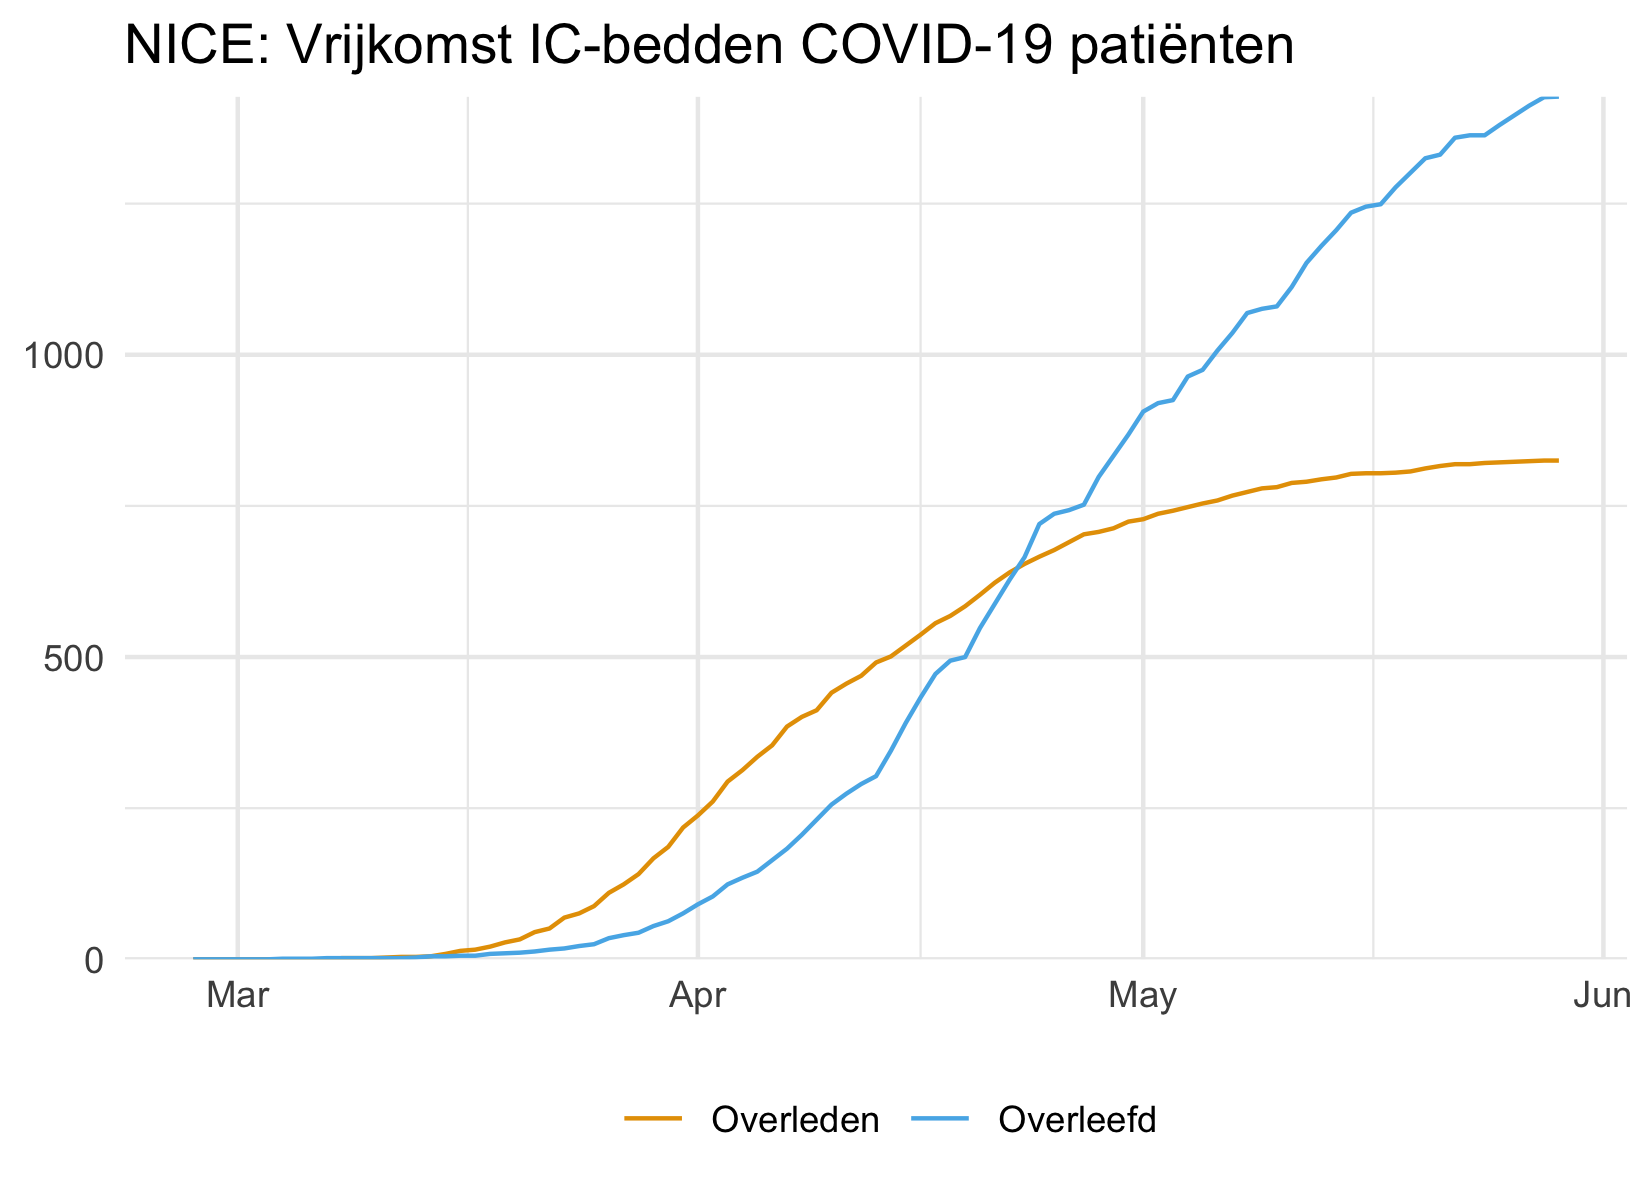 NICE: Vrijkomst IC-bedden COVID-19 patiënten
1000
500
0
Mar Apr May Jun
Overleden Overleefd